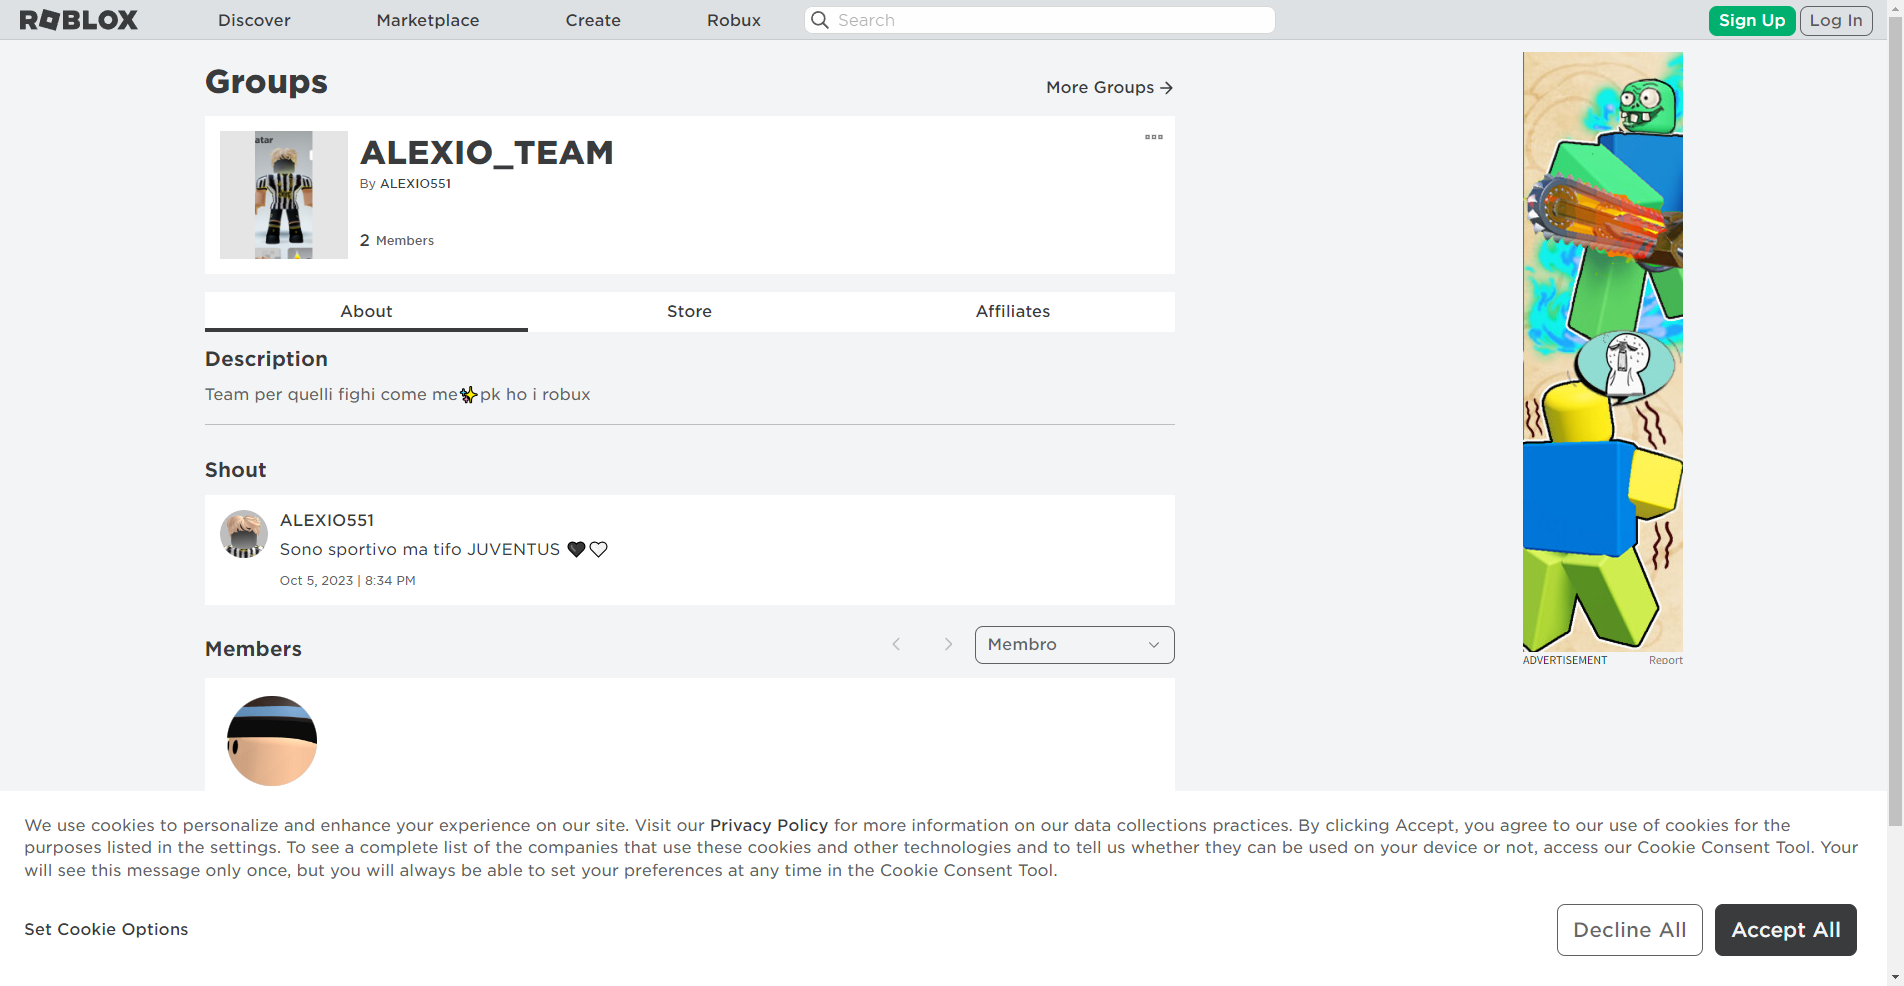 ROBLOX
Discover
Marketplace
Create
Robux
Search
Sign Up
Log In
Groups
More Groups →
atar
ALEXIO_TEAM
By ALEXIO551
2 Members
About
Store
Affiliates
Description
Team per quelli fighi come me✨pk ho i robux
Shout
ALEXIO551
Sono sportivo ma tifo JUVENTUS 🖤🤍
Oct 5, 2023 | 8:34 PM
Members
Membro
ADVERTISEMENT
Report
We use cookies to personalize and enhance your experience on our site. Visit our Privacy Policy for more information on our data collections practices. By clicking Accept, you agree to our use of cookies for the
purposes listed in the settings. To see a complete list of the companies that use these cookies and other technologies and to tell us whether they can be used on your device or not, access our Cookie Consent Tool. Your
will see this message only once, but you will always be able to set your preferences at any time in the Cookie Consent Tool.
Set Cookie Options
Decline All
Accept All